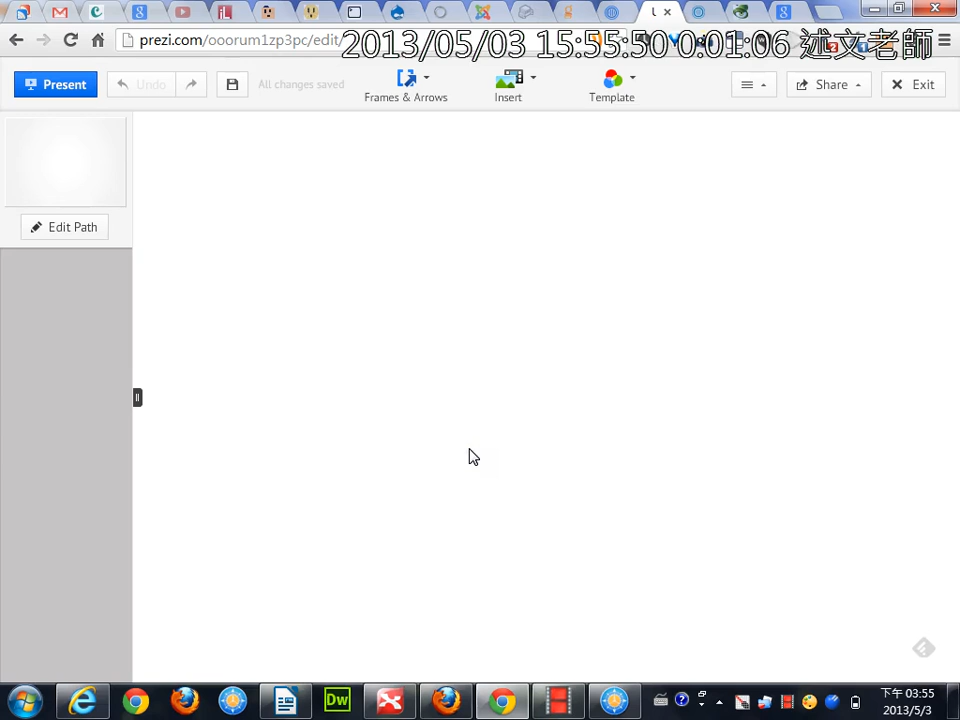 prezi.com/ooorum1zp3pc/edit/
2013/05/03 15:55:50 0:01:06 述文老師
Present
Undo
All changes saved
Frames & Arrows
Insert
Template
Share
Exit
Edit Path
Dw
下午 03:55
2013/5/3